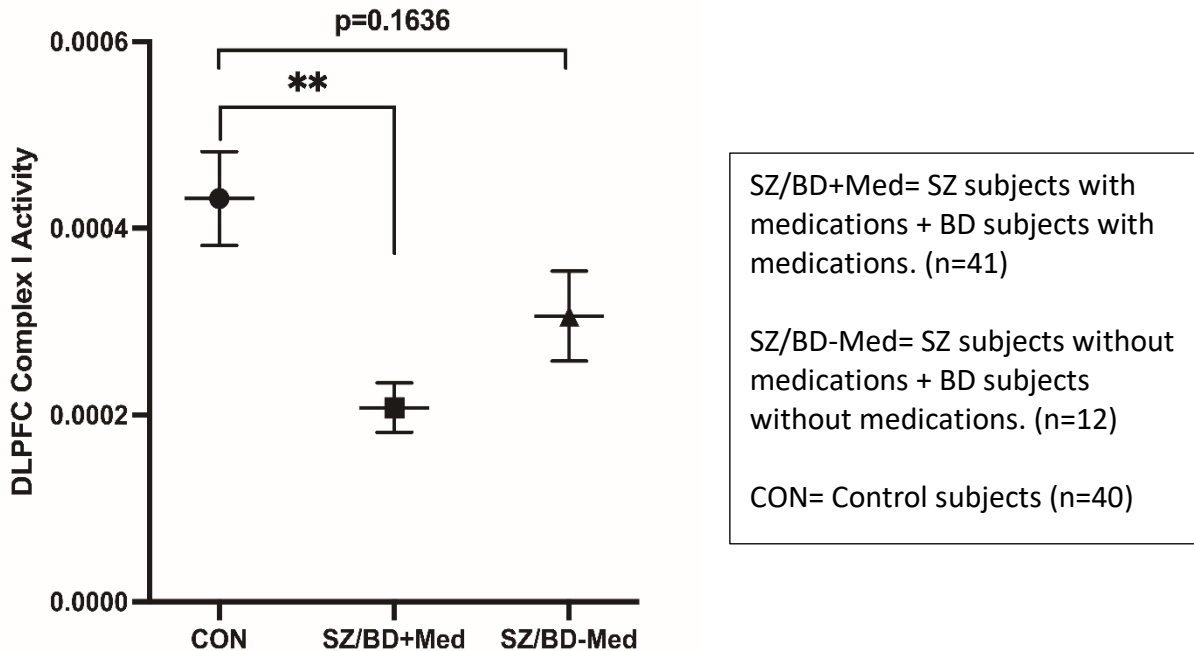 p=0.1636
**
0.0006
0.0004
0.0002
0.0000
DLPFC Complex I Activity
CON
SZ/BD+Med
SZ/BD-Med
SZ/BD+Med= SZ subjects with
medications + BD subjects with
medications. (n=41)
SZ/BD-Med= SZ subjects without
medications + BD subjects
without medications. (n=12)
CON= Control subjects (n=40)